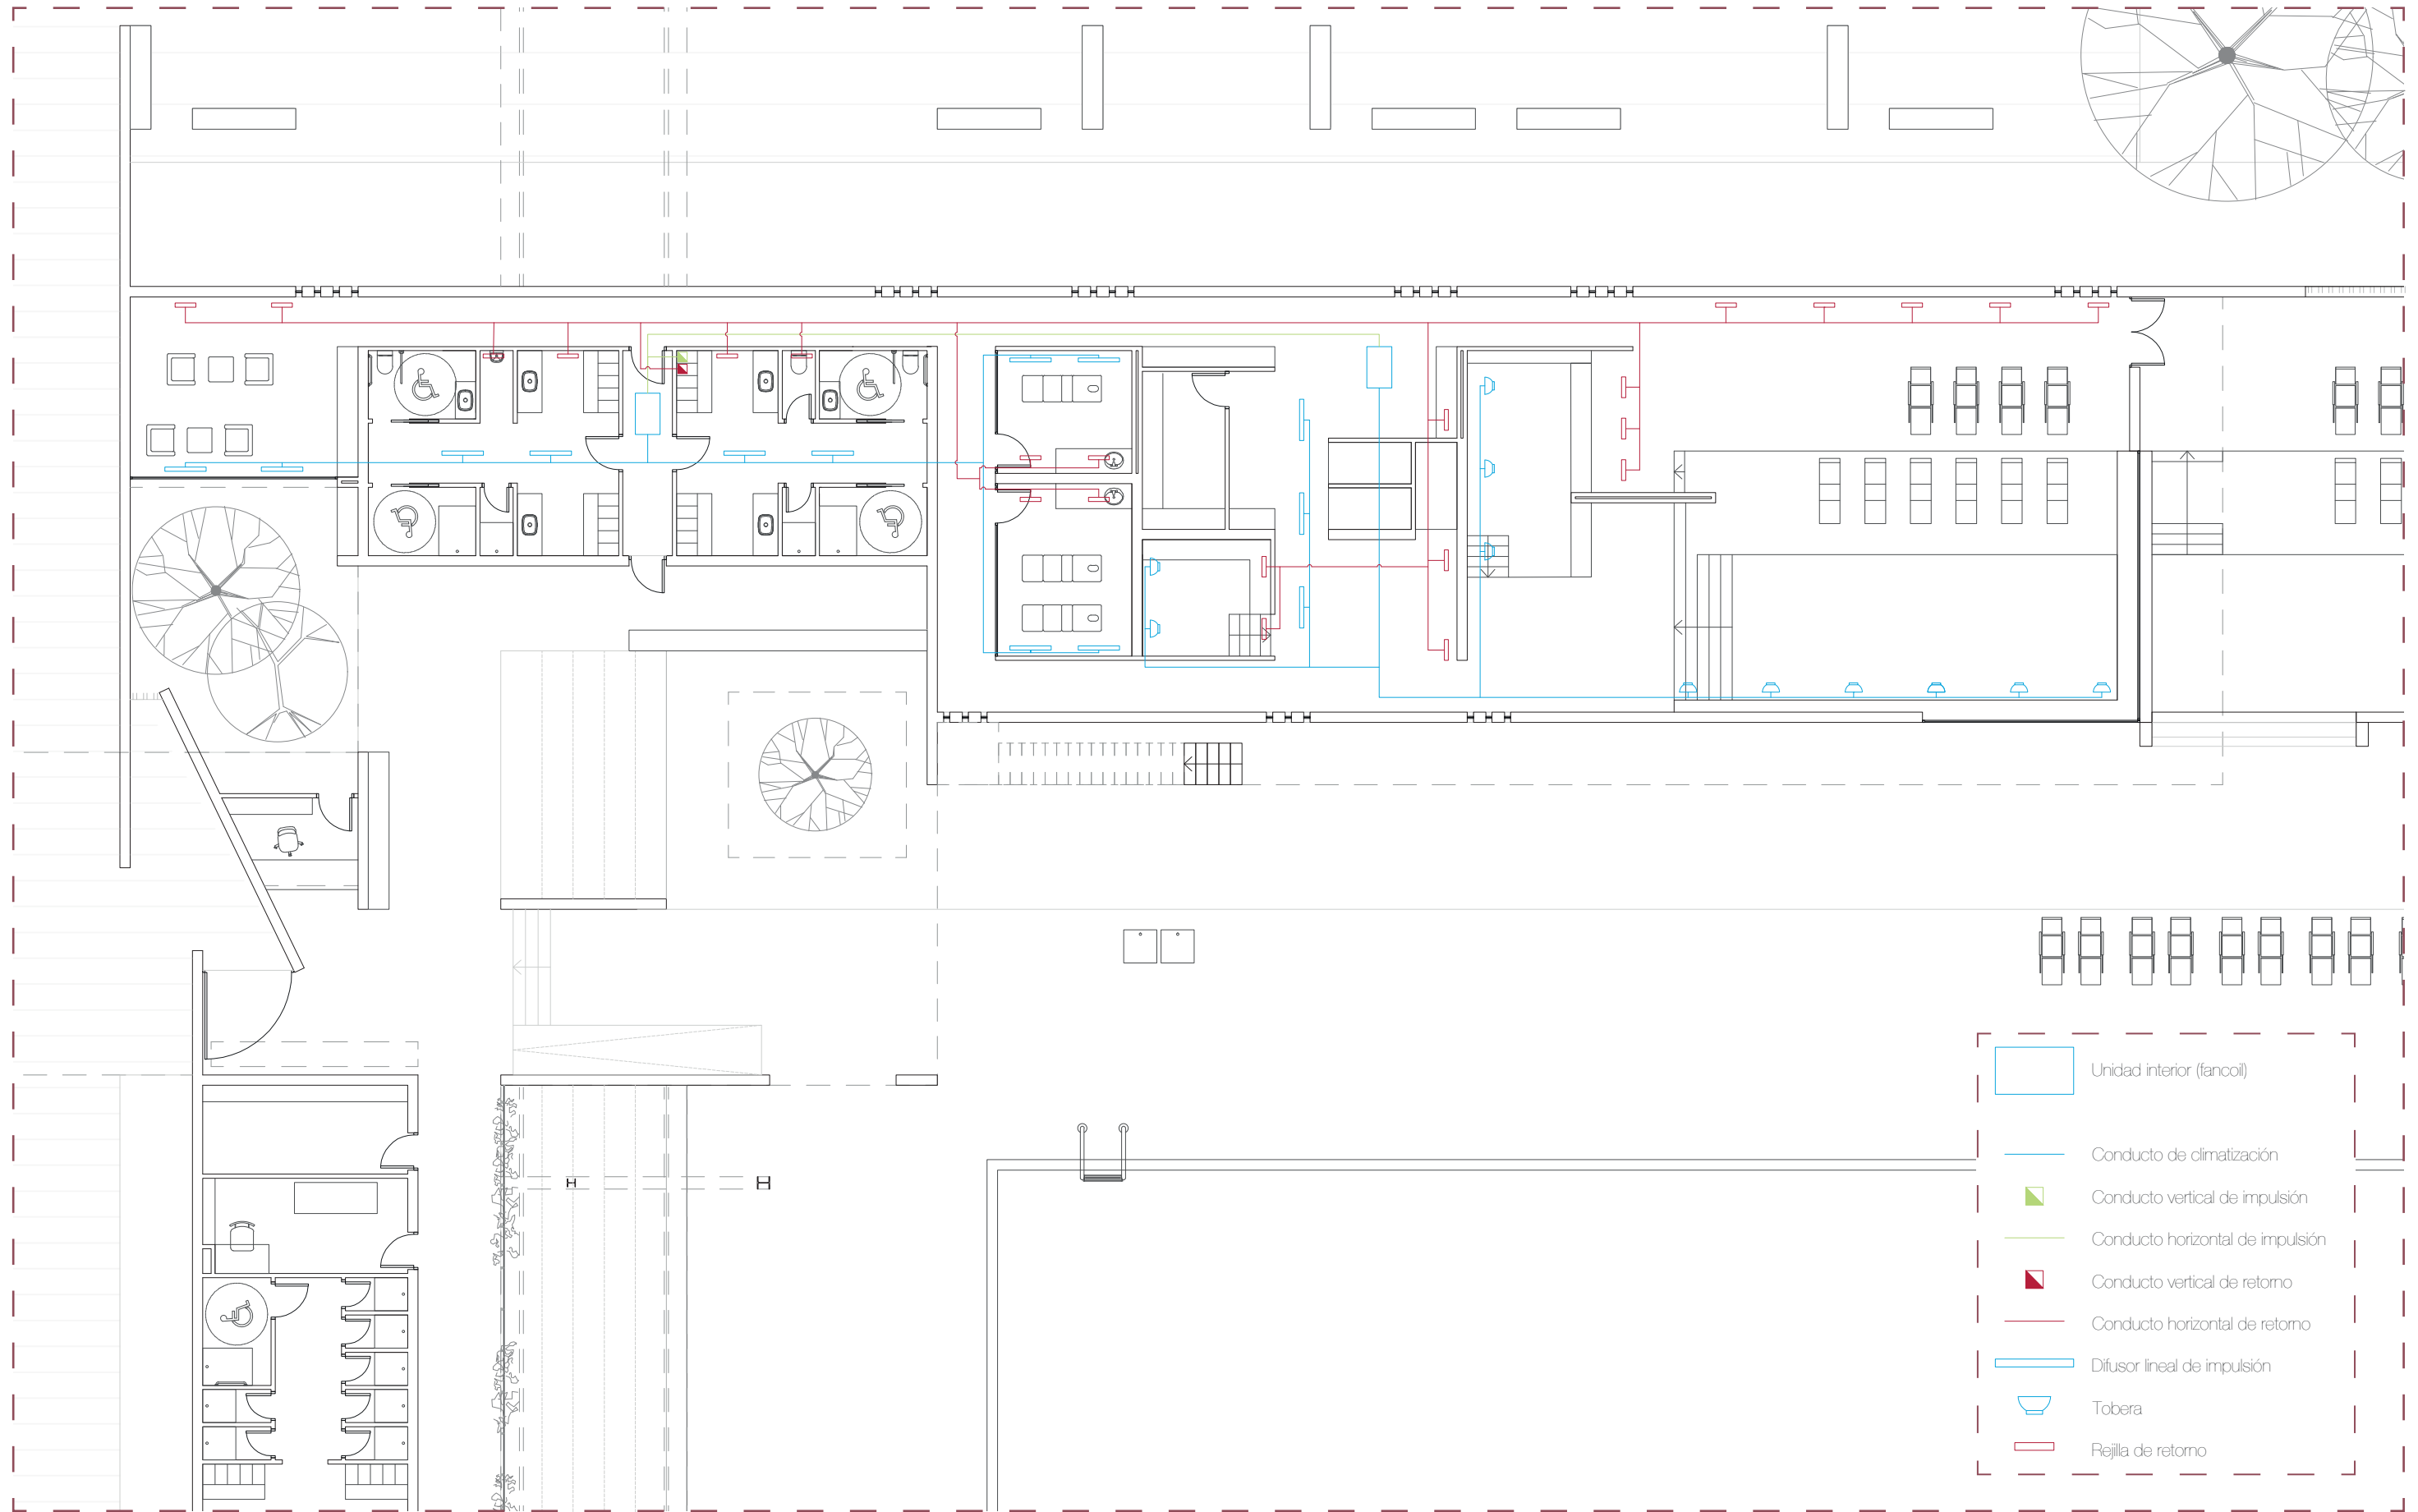 Unidad interior (fancoil)
Conducto de climatización
Conducto vertical de impulsión
Conducto horizontal de impulsión
Conducto vertical de retorno
Conducto horizontal de retorno
Difusor lineal de impulsión
Tobera
Rejilla de retorno